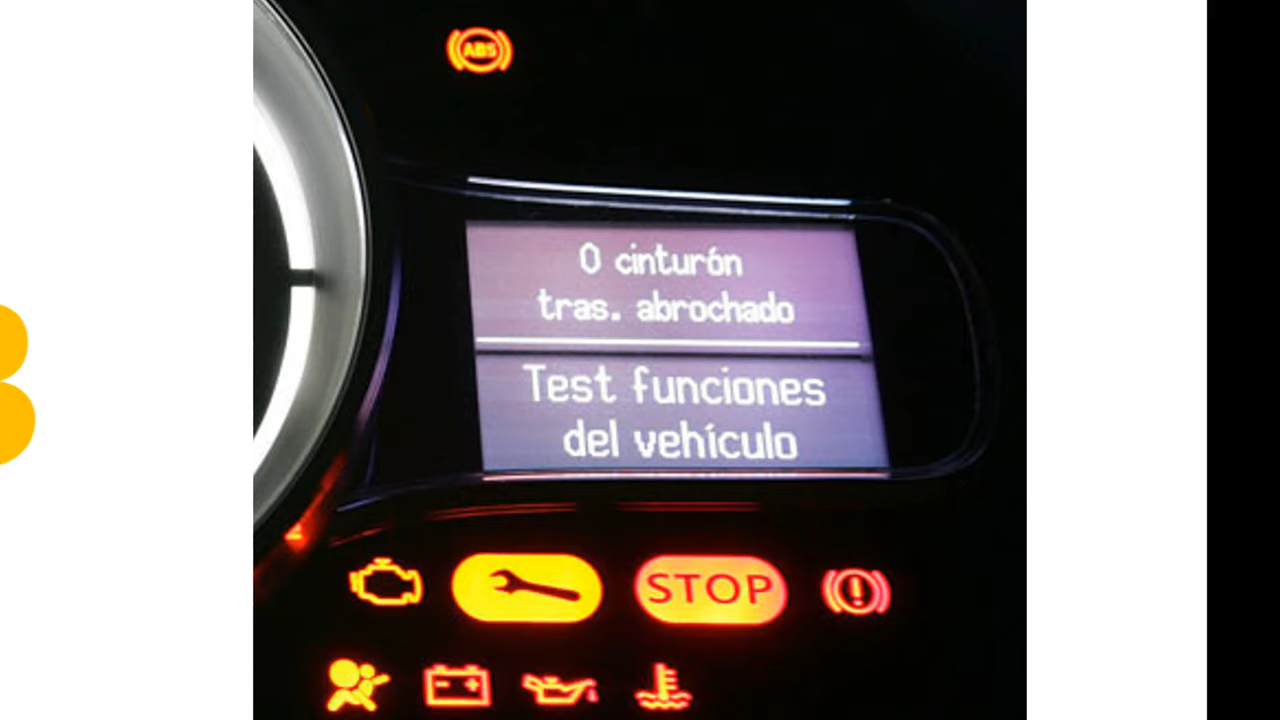 ABS
0 cinturón
tras. abrochado
Test funciones
del vehículo
STOP